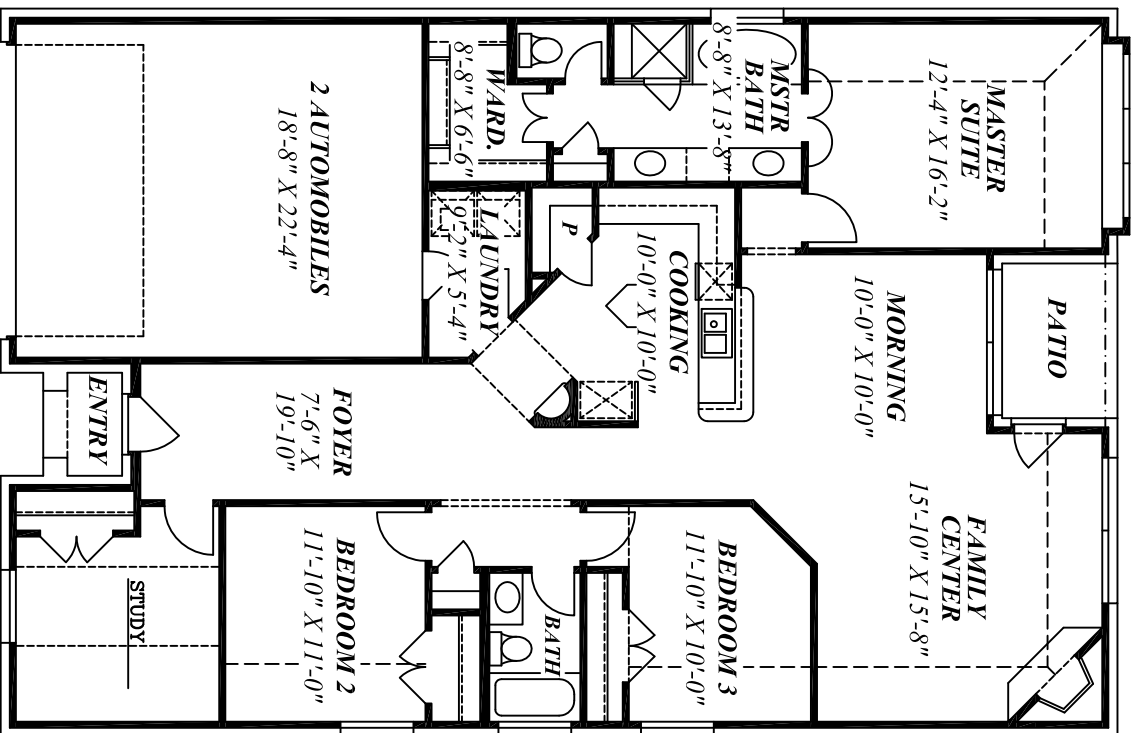 MASTER
SUITE
12'-4" X 16'-2"
PATIO
MSTR
BATH
8'-8" X 13'-8"
WARD.
8'-8" X 6'-6"
2 AUTOMOBILES
18'-8" X 22'-4"
LAUNDRY
9'-2" X 5'-4"
P
COOKING
10'-0" X 10'-0"
MORNING
10'-0" X 10'-0"
FAMILY
CENTER
15'-10" X 15'-8"
ENTRY
FOYER
7'-6" X
19'-10"
BEDROOM 3
11'-10" X 10'-0"
BATH
BEDROOM 2
11'-10" X 11'-0"
STUDY